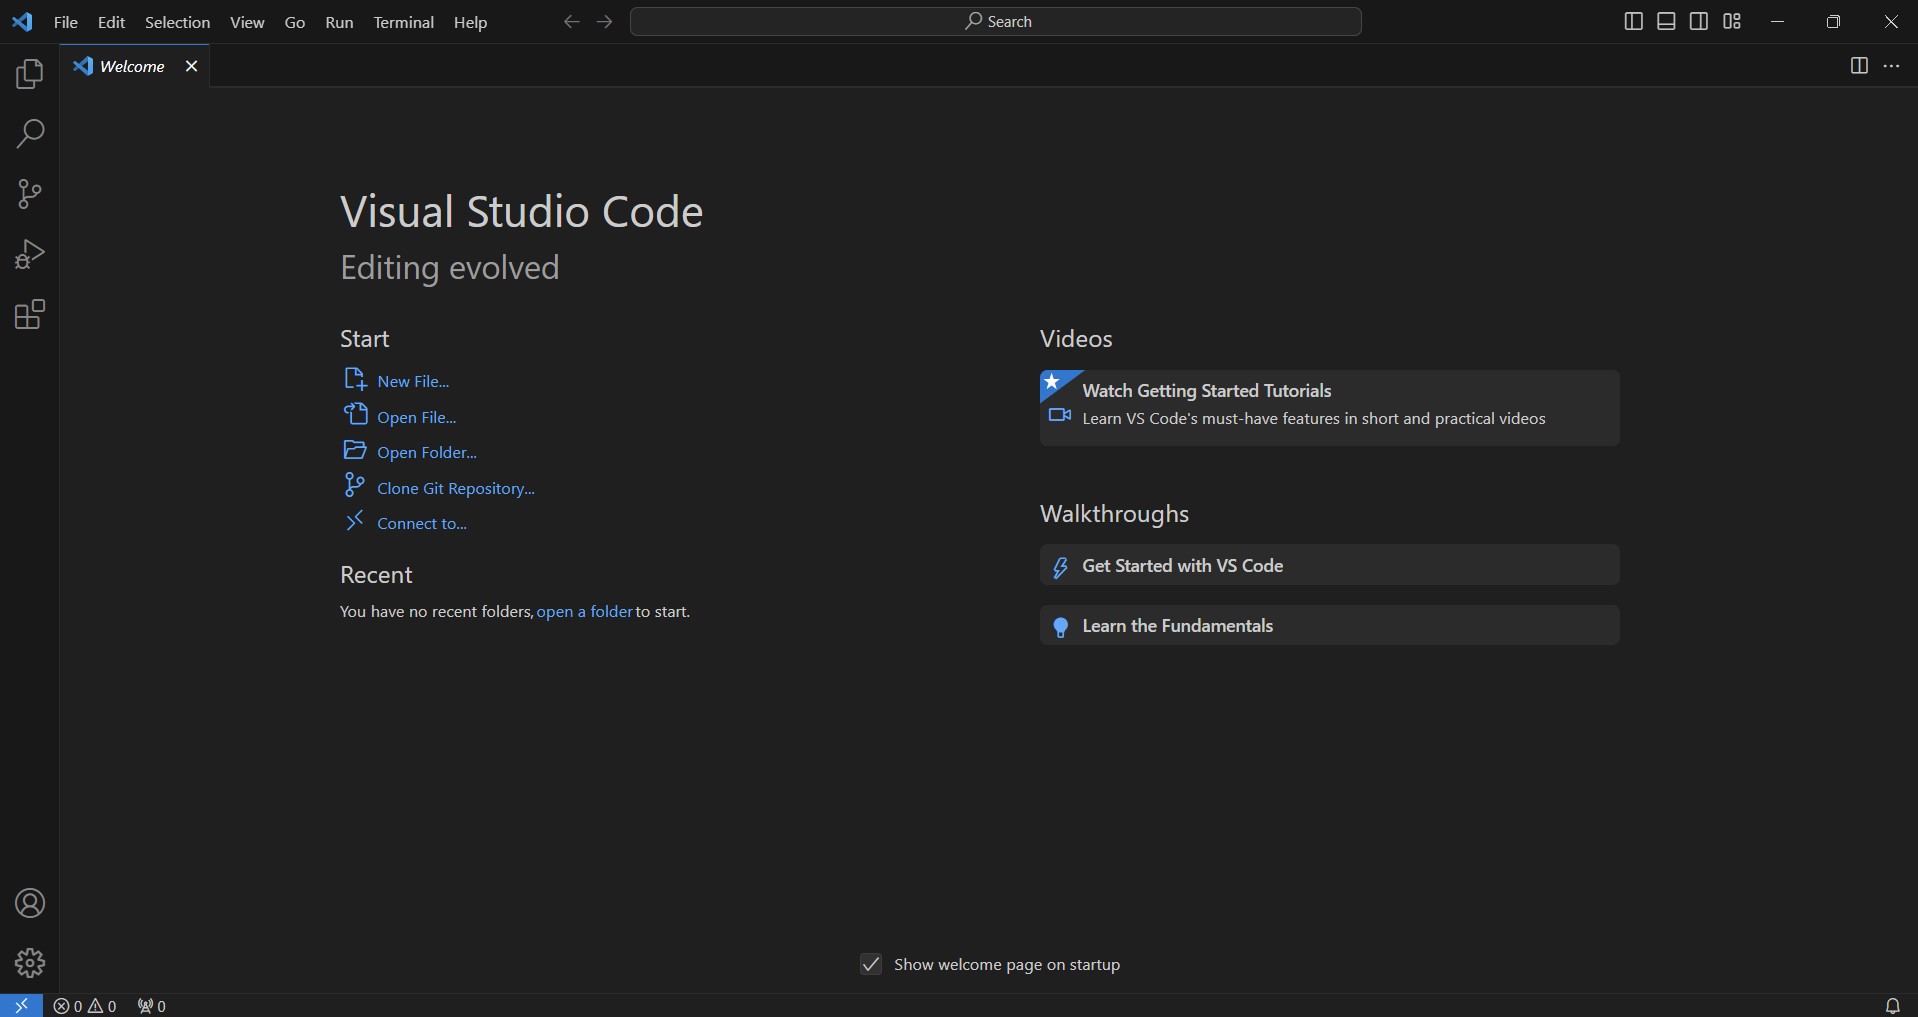 File Edit Selection View Go Run Terminal Help Search
Welcome
Visual Studio Code
Editing evolved
Start
New File...
Open File...
Open Folder...
Clone Git Repository...
Connect to...
Recent
You have no recent folders, open a folder to start.
Videos
Watch Getting Started Tutorials
Learn VS Code's must-have features in short and practical videos
Walkthroughs
Get Started with VS Code
Learn the Fundamentals
Show welcome page on startup
0 0 0